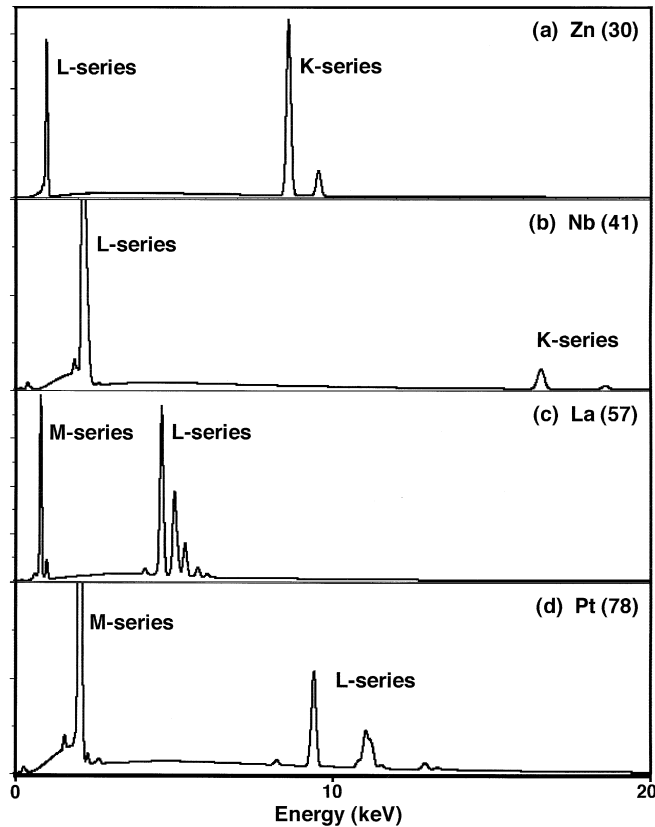 (a) Zn (30)
L-series
K-series
(b) Nb (41)
L-series
K-series
(c) La (57)
M-series
L-series
(d) Pt (78)
M-series
L-series
0
10
20
Energy (keV)